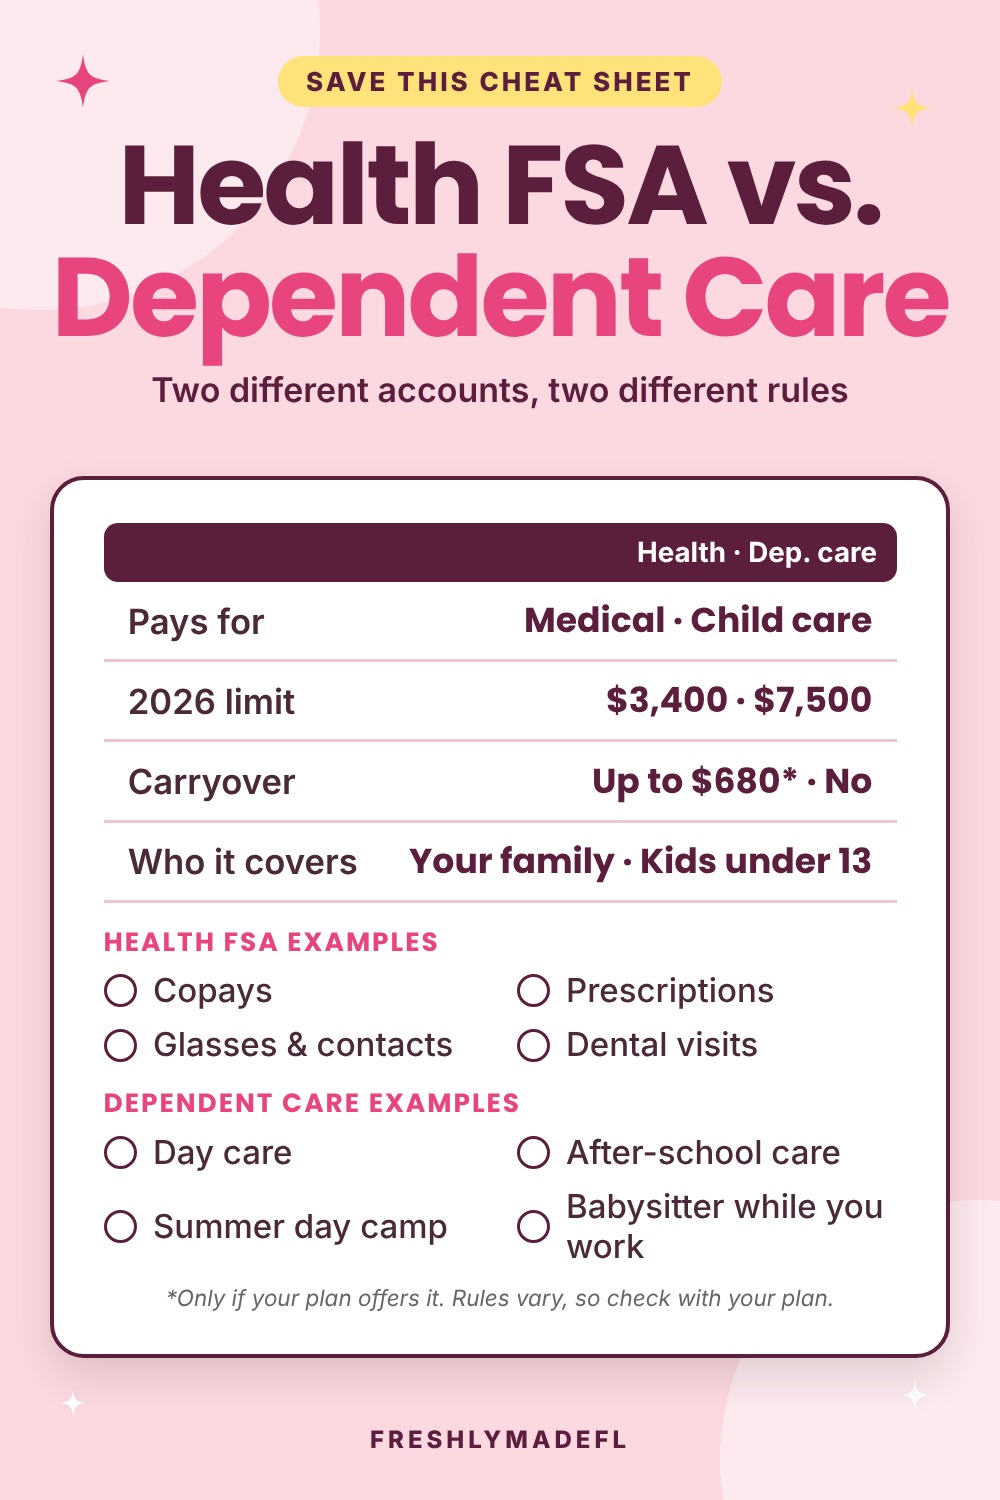 SAVE THIS CHEAT SHEET
Health FSA vs.
Dependent Care
Two different accounts, two different rules
Health · Dep. care
Pays for Medical · Child care
2026 limit $3,400 · $7,500
Carryover Up to $680* · No
Who it covers Your family · Kids under 13
HEALTH FSA EXAMPLES
Copays Prescriptions
Glasses & contacts Dental visits
DEPENDENT CARE EXAMPLES
Day care After-school care
Summer day camp Babysitter while you
work
*Only if your plan offers it. Rules vary, so check with your plan.
FRESHLYMADEFL